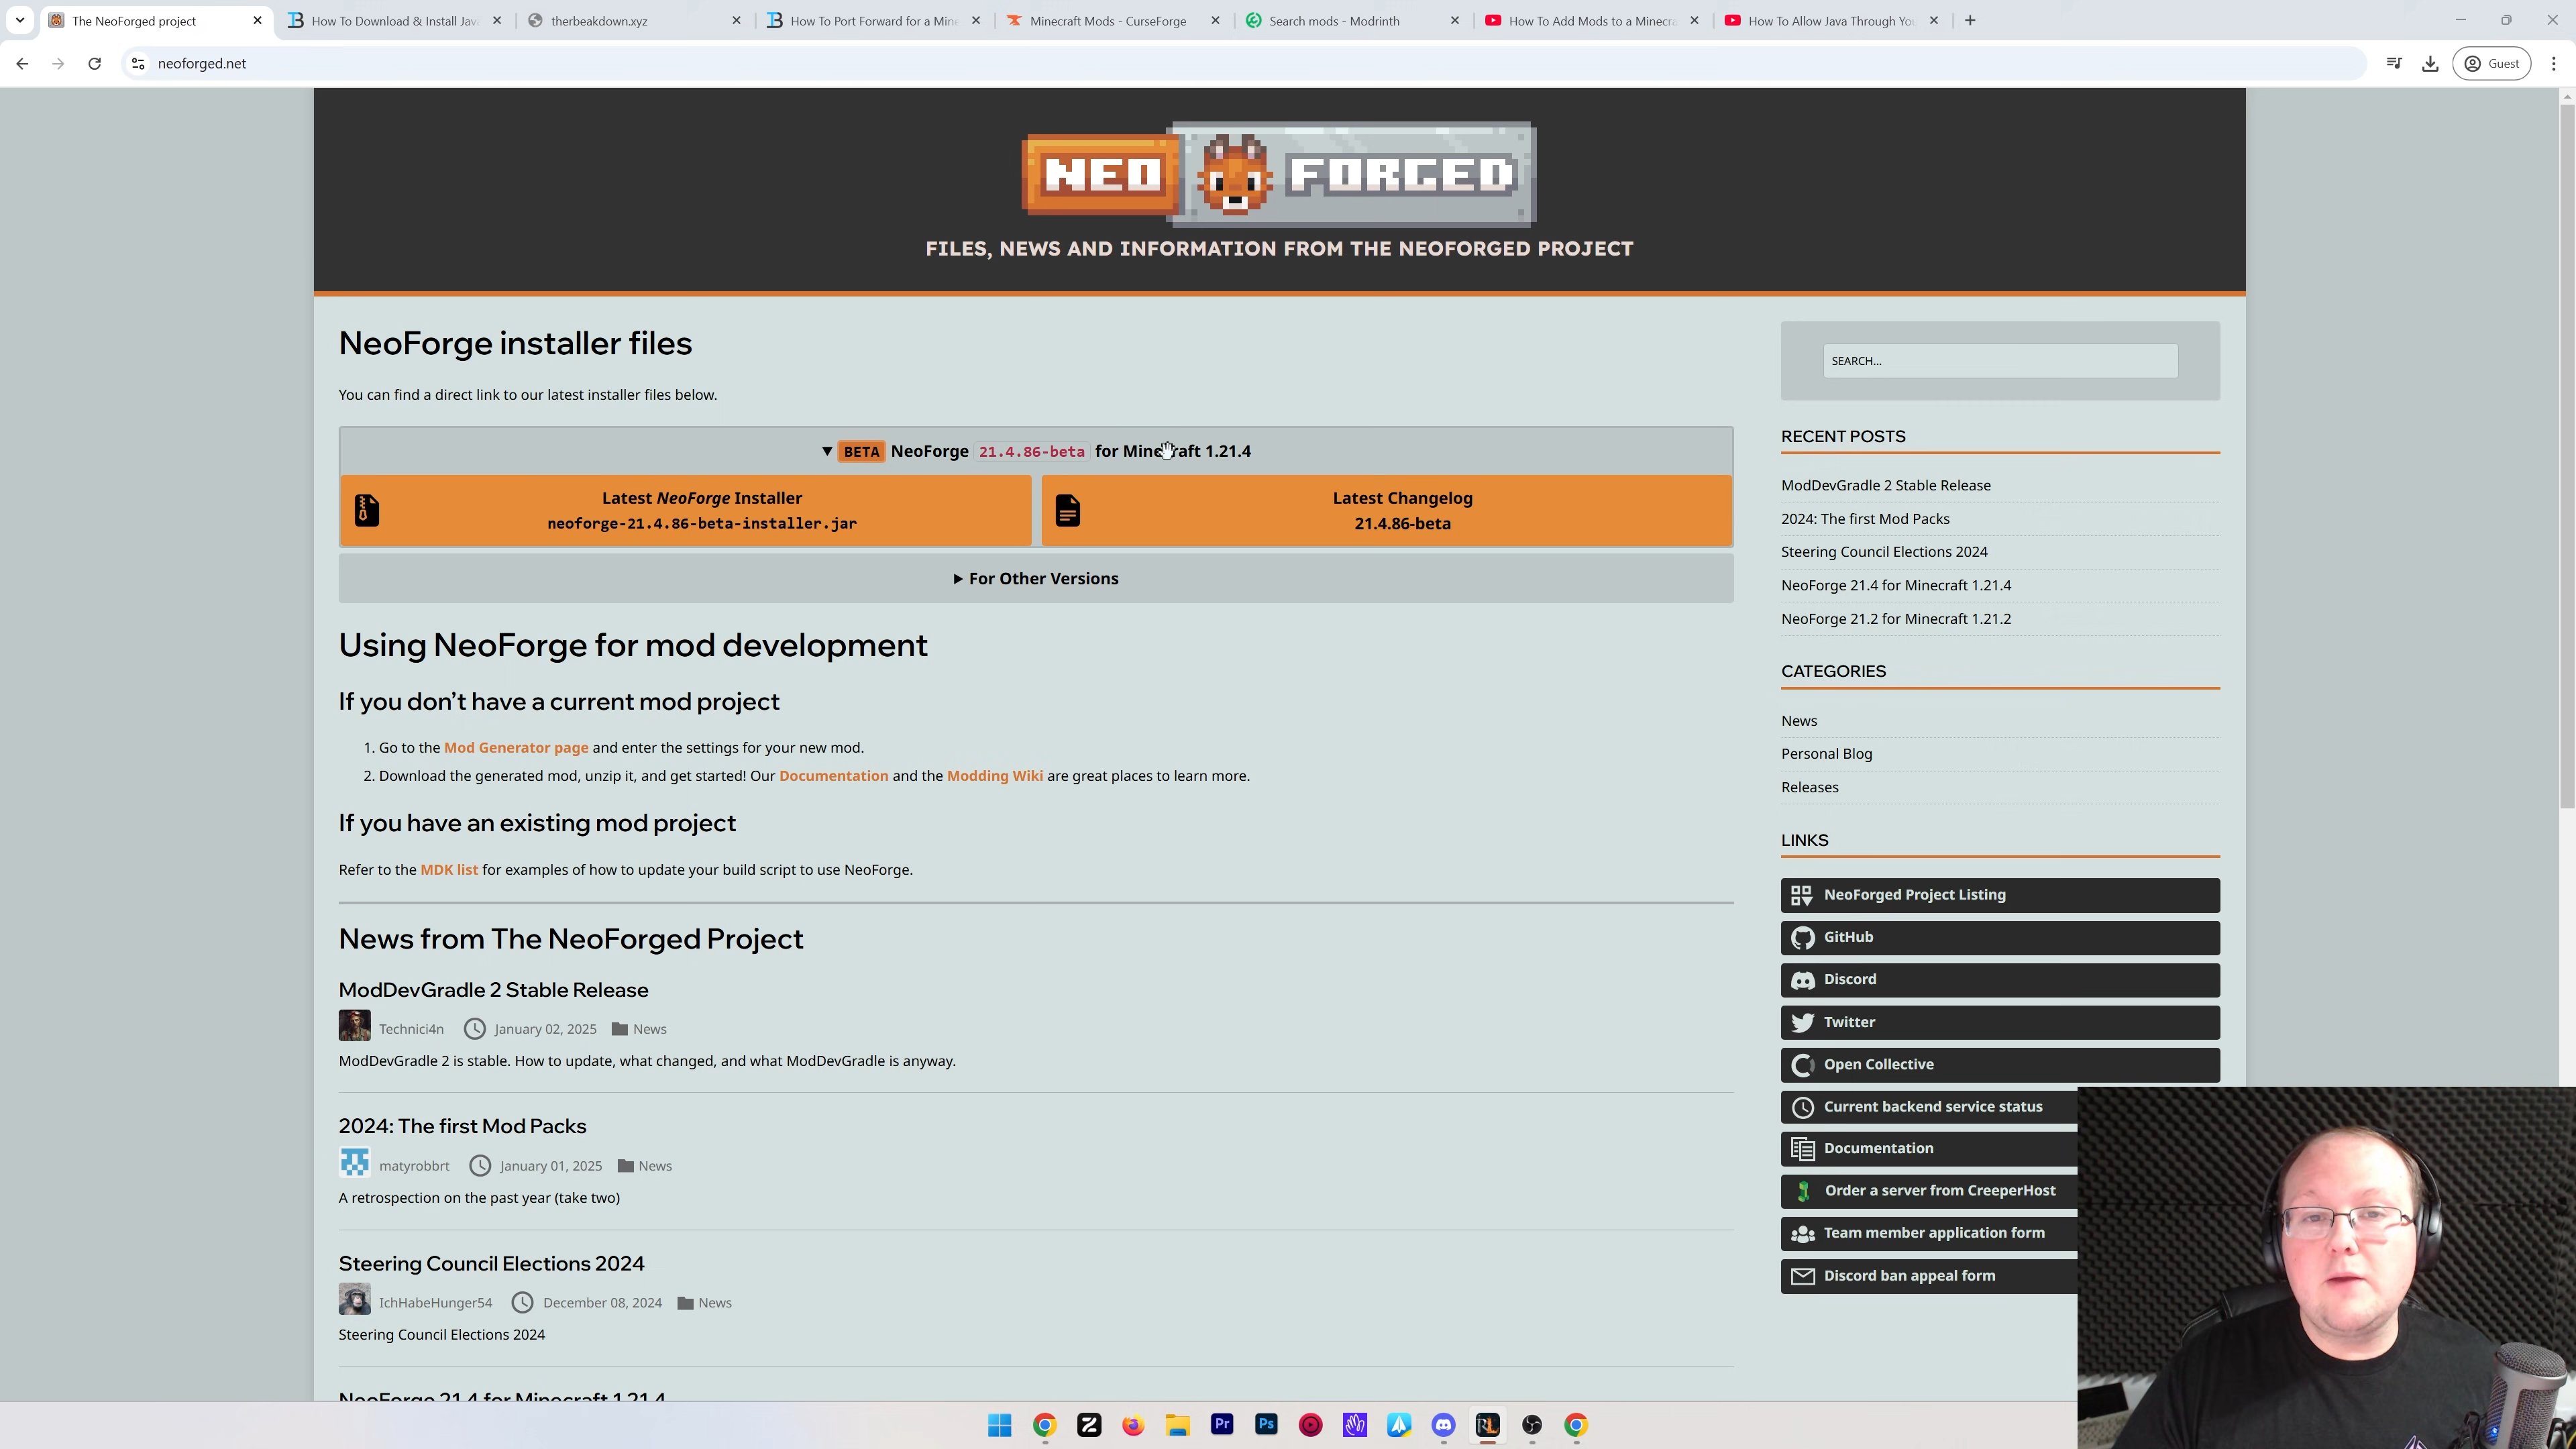 The NeoForged project
How To Download & Install Jav
therbeakdown.xyz
How To Port Forward for a Mine
Minecraft Mods - CurseForge
Search mods - Modrinth
How To Add Mods to a Minecra
How To Allow Java Through You
neoforged.net
Guest
NEO FORGED
FILES, NEWS AND INFORMATION FROM THE NEOFORGED PROJECT
NeoForge installer files
You can find a direct link to our latest installer files below.
▼ BETA NeoForge 21.4.86-beta for Minecraft 1.21.4
Latest NeoForge Installer
neoforge-21.4.86-beta-installer.jar
Latest Changelog
21.4.86-beta
▶ For Other Versions
Using NeoForge for mod development
If you don't have a current mod project
1. Go to the Mod Generator page and enter the settings for your new mod.
2. Download the generated mod, unzip it, and get started! Our Documentation and the Modding Wiki are great places to learn more.
If you have an existing mod project
Refer to the MDK list for examples of how to update your build script to use NeoForge.
News from The NeoForged Project
ModDevGradle 2 Stable Release
Technici4n January 02, 2025 News
ModDevGradle 2 is stable. How to update, what changed, and what ModDevGradle is anyway.
2024: The first Mod Packs
matyrobbrt January 01, 2025 News
A retrospection on the past year (take two)
Steering Council Elections 2024
IchHabeHunger54 December 08, 2024 News
Steering Council Elections 2024
NeoForge 21.4 for Minecraft 1.21.4
SEARCH...
RECENT POSTS
ModDevGradle 2 Stable Release
2024: The first Mod Packs
Steering Council Elections 2024
NeoForge 21.4 for Minecraft 1.21.4
NeoForge 21.2 for Minecraft 1.21.2
CATEGORIES
News
Personal Blog
Releases
LINKS
NeoForged Project Listing
GitHub
Discord
Twitter
Open Collective
Current backend service status
Documentation
Order a server from CreeperHost
Team member application form
Discord ban appeal form
Pr
Ps